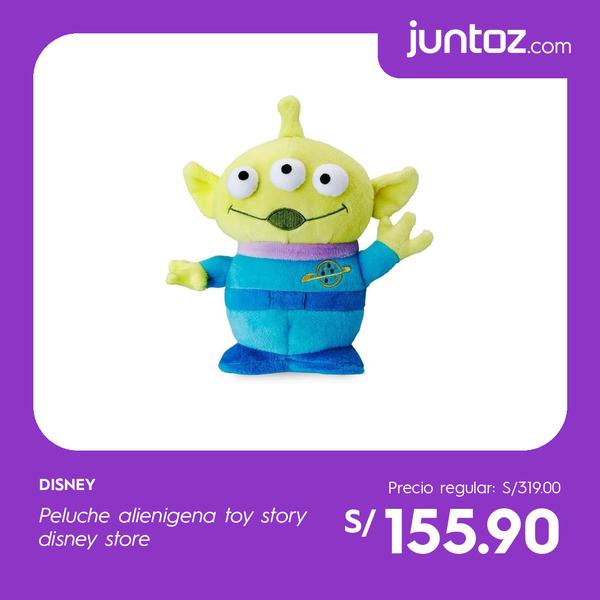 juntoz.com
DISNEY
Peluche alienigena toy story
disney store
Precio regular: S/319.00
S/ 155.90